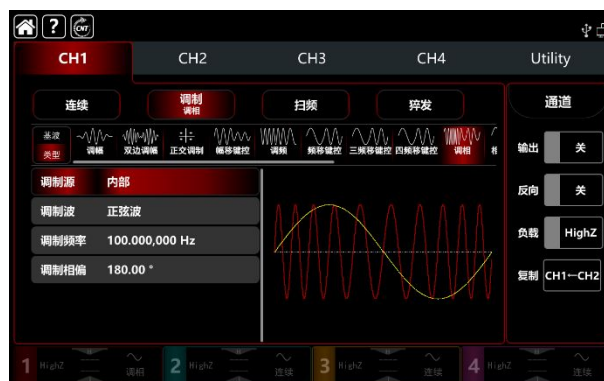 ? CNT
CH1 CH2 CH3 CH4 Utility
连续 调制 扫频 猝发 通道
调相
基波
类型 调幅 双边调幅 正交调制 幅移键控 调频 频移键控 三频移键控 四频移键控 调相
输出 关
调制源 内部
反向 关
调制波 正弦波
负载 HighZ
调制频率 100.000,000 Hz
调制相偏 180.00 °
复制 CH1←CH2
1 HighZ 调相 2 HighZ 连续 3 HighZ 连续 4 HighZ 连续